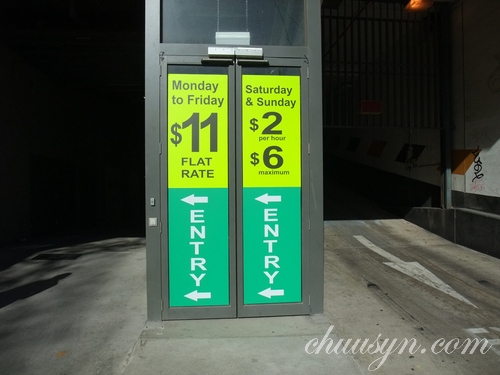 Monday
to Friday
$11
FLAT
RATE
ENTRY
Saturday
& Sunday
$2
per hour
$6
maximum
ENTRY
chuusyn.com